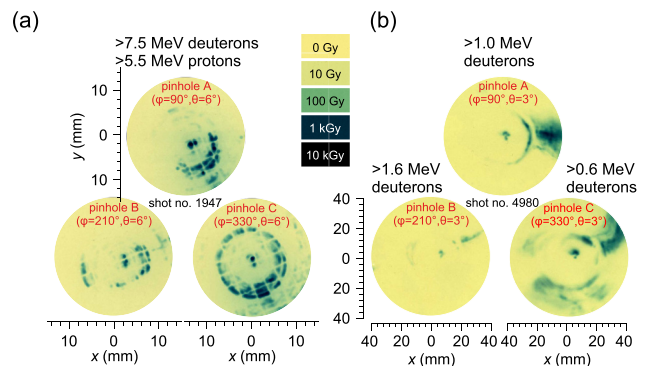 (a)
>7.5 MeV deuterons
>5.5 MeV protons
10
0
10
y (mm)
pinhole A
(φ=90°,θ=6°)
shot no. 1947
pinhole B
(φ=210°,θ=6°)
pinhole C
(φ=330°,θ=6°)
10 0 10
x (mm)
10 0 10
x (mm)
0 Gy
10 Gy
100 Gy
1 kGy
10 kGy
(b)
>1.0 MeV
deuterons
pinhole A
(φ=90°,θ=3°)
>1.6 MeV
deuterons
shot no. 4980
>0.6 MeV
deuterons
pinhole B
(φ=210°,θ=3°)
pinhole C
(φ=330°,θ=3°)
40
20
0
20
40
40 20 0 20 40
x (mm)
40 20 0 20 40
x (mm)